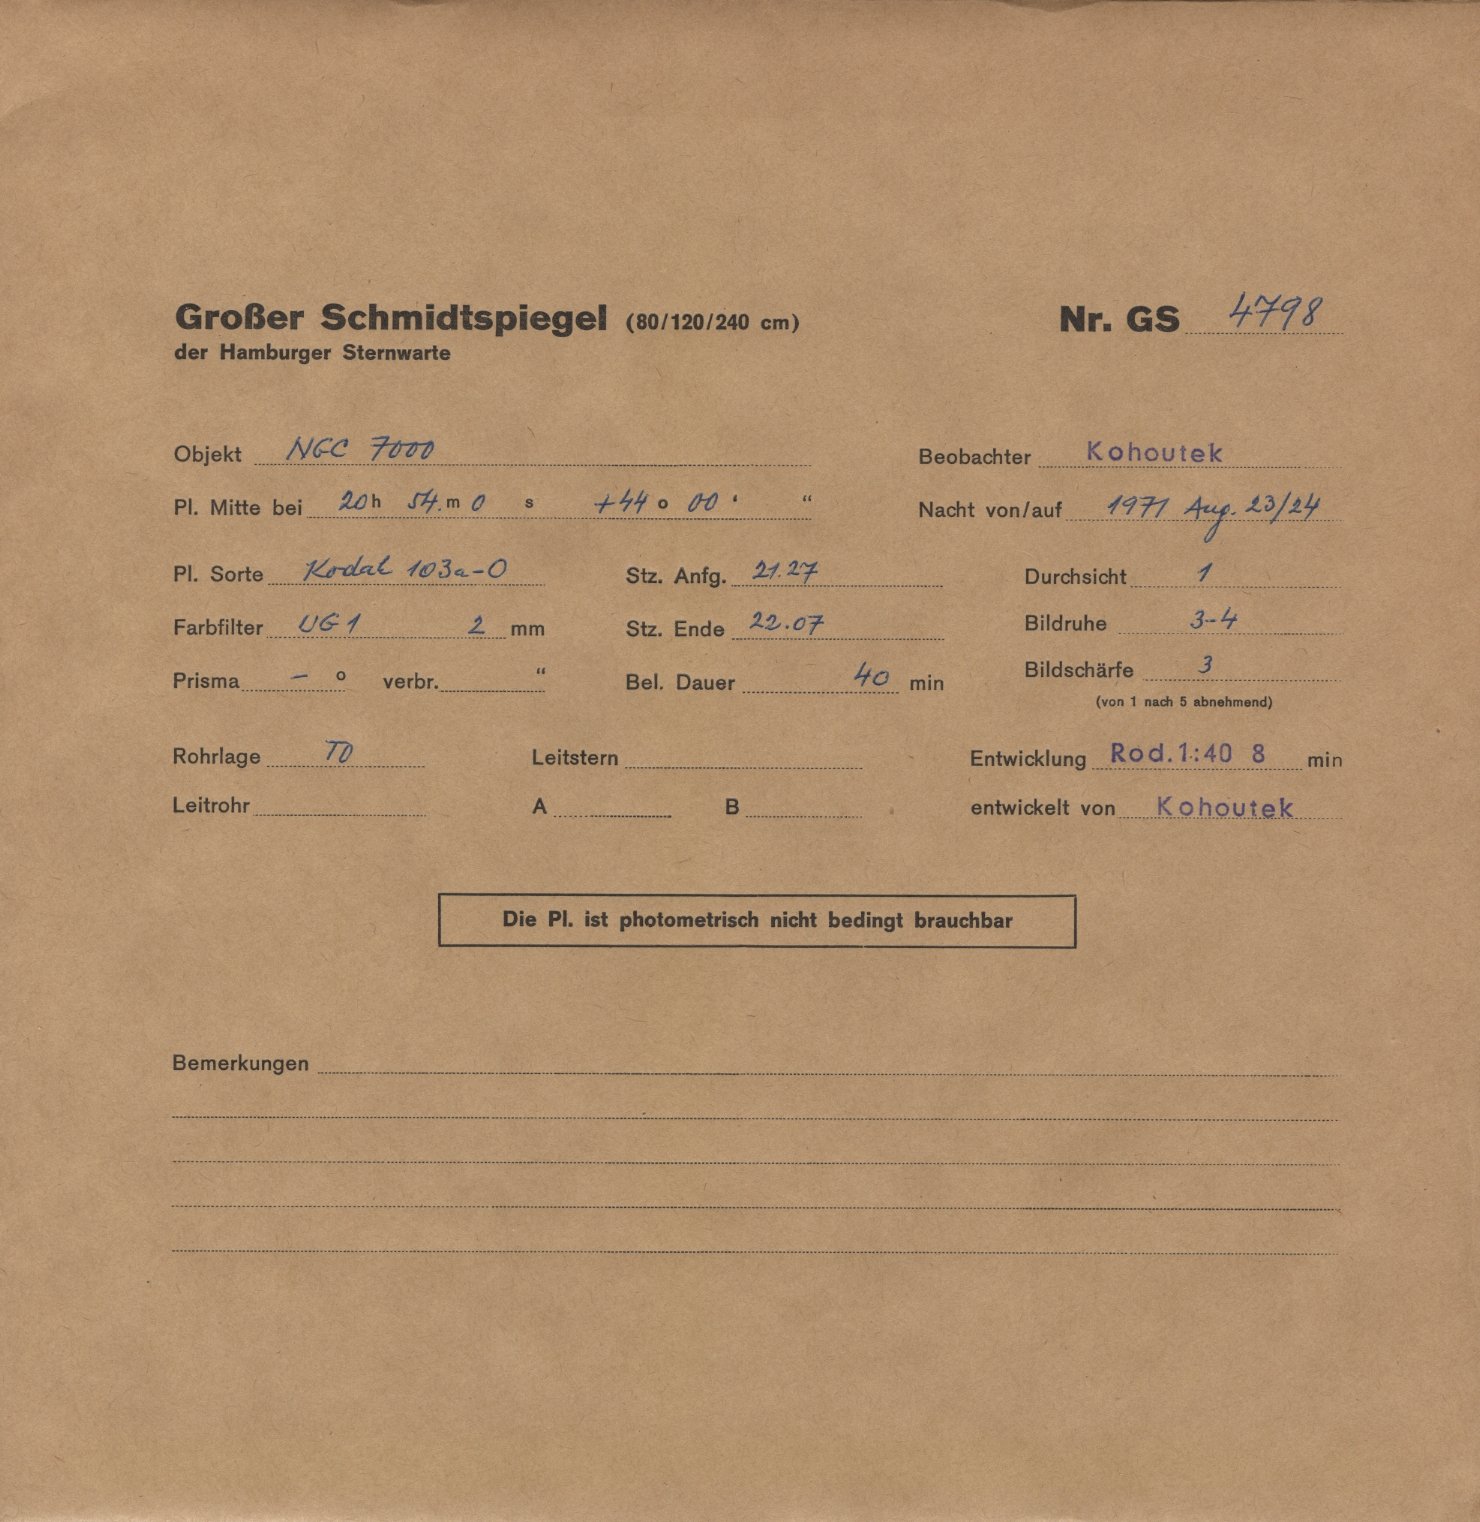 Großer Schmidtspiegel (80/120/240 cm) Nr. GS 4798
der Hamburger Sternwarte
Objekt NGC 7000 Beobachter Kohoutek
Pl. Mitte bei 20 h 54. m 0 s +44 o 00 ‘ “ Nacht von/auf 1971 Aug. 23/24
Pl. Sorte Kodak 103a-O Stz. Anfg. 21.27 Durchsicht 1
Farbfilter UG1 2 mm Stz. Ende 22.07 Bildruhe 3-4
Prisma – o verbr. “ Bel. Dauer 40 min Bildschärfe 3
(von 1 nach 5 abnehmend)
Rohrlage TO Leitstern Entwicklung Rod.1:40 8 min
Leitrohr A B entwickelt von Kohoutek
Die Pl. ist photometrisch nicht bedingt brauchbar
Bemerkungen